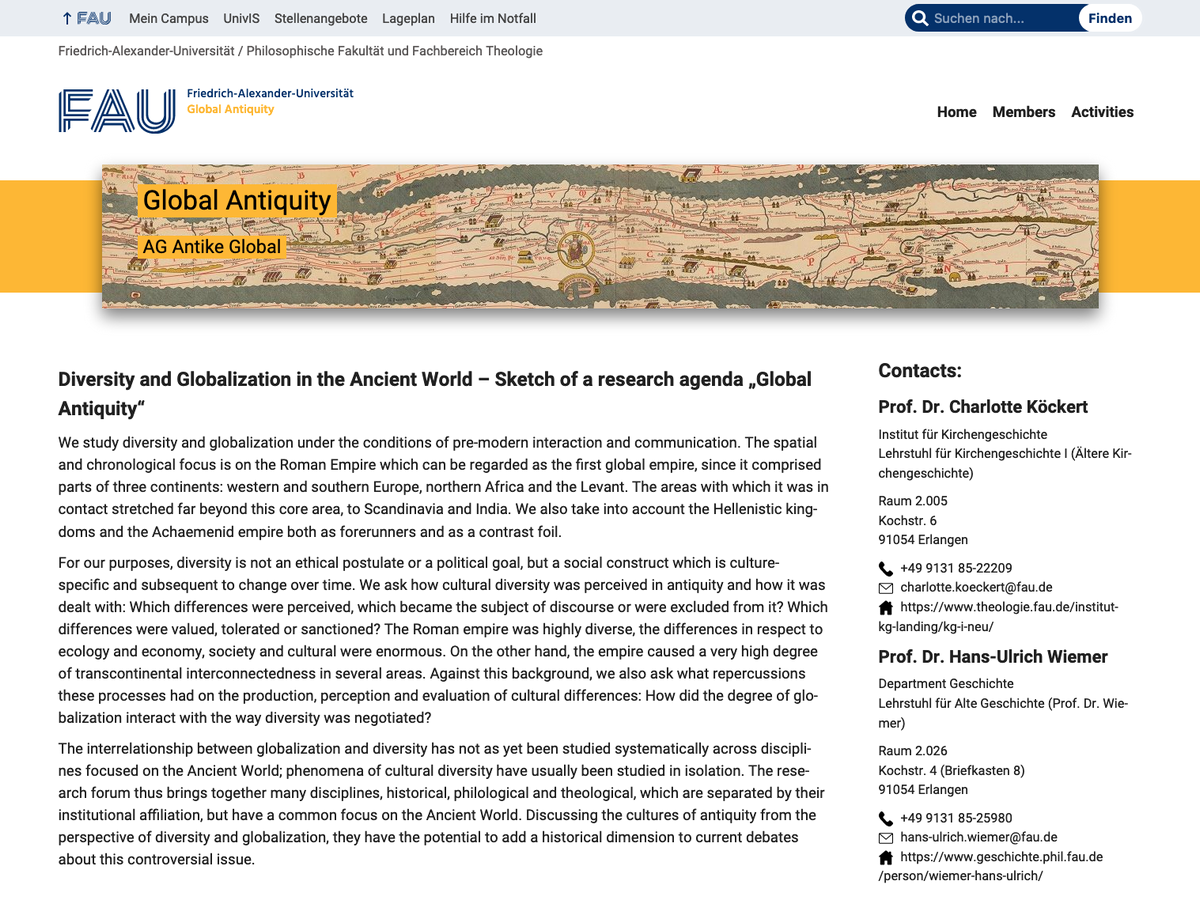 FAU
Mein Campus
UnivIS
Stellenangebote
Lageplan
Hilfe im Notfall
Suchen nach...
Finden
Friedrich-Alexander-Universität / Philosophische Fakultät und Fachbereich Theologie
FAU
Friedrich-Alexander-Universität
Global Antiquity
Home
Members
Activities
Global Antiquity
AG Antike Global
Diversity and Globalization in the Ancient World – Sketch of a research agenda „Global
Antiquity“
We study diversity and globalization under the conditions of pre-modern interaction and communication. The spatial
and chronological focus is on the Roman Empire which can be regarded as the first global empire, since it comprised
parts of three continents: western and southern Europe, northern Africa and the Levant. The areas with which it was in
contact stretched far beyond this core area, to Scandinavia and India. We also take into account the Hellenistic king-
doms and the Achaemenid empire both as forerunners and as a contrast foil.
For our purposes, diversity is not an ethical postulate or a political goal, but a social construct which is culture-
specific and subsequent to change over time. We ask how cultural diversity was perceived in antiquity and how it was
dealt with: Which differences were perceived, which became the subject of discourse or were excluded from it? Which
differences were valued, tolerated or sanctioned? The Roman empire was highly diverse, the differences in respect to
ecology and economy, society and cultural were enormous. On the other hand, the empire caused a very high degree
of transcontinental interconnectedness in several areas. Against this background, we also ask what repercussions
these processes had on the production, perception and evaluation of cultural differences: How did the degree of glo-
balization interact with the way diversity was negotiated?
The interrelationship between globalization and diversity has not as yet been studied systematically across discipli-
nes focused on the Ancient World; phenomena of cultural diversity have usually been studied in isolation. The rese-
arch forum thus brings together many disciplines, historical, philological and theological, which are separated by their
institutional affiliation, but have a common focus on the Ancient World. Discussing the cultures of antiquity from the
perspective of diversity and globalization, they have the potential to add a historical dimension to current debates
about this controversial issue.
Contacts:
Prof. Dr. Charlotte Köckert
Institut für Kirchengeschichte
Lehrstuhl für Kirchengeschichte I (Ältere Kir-
chengeschichte)
Raum 2.005
Kochstr. 6
91054 Erlangen
+49 9131 85-22209
charlotte.koeckert@fau.de
https://www.theologie.fau.de/institut-
kg-landing/kg-i-neu/
Prof. Dr. Hans-Ulrich Wiemer
Department Geschichte
Lehrstuhl für Alte Geschichte (Prof. Dr. Wie-
mer)
Raum 2.026
Kochstr. 4 (Briefkasten 8)
91054 Erlangen
+49 9131 85-25980
hans-ulrich.wiemer@fau.de
https://www.geschichte.phil.fau.de
/person/wiemer-hans-ulrich/